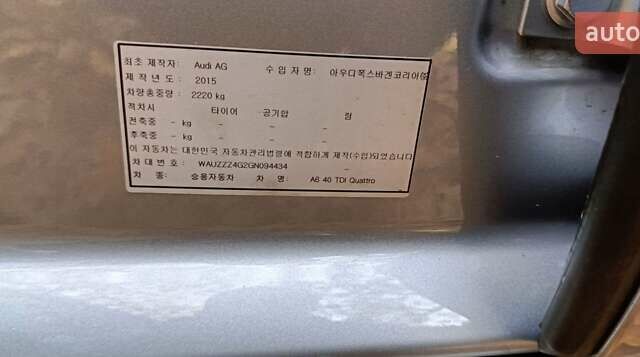 auto
최초 제작자: Audi AG 수 입 자 명: 아우디폭스바겐코리아㈜
제 작 년 도 : 2015
차량총중량 : 2220 kg
적차시 타이어 공기압 림
전축중 - kg - - -
후축중 - kg - - -
이 자동차는 대한민국 자동차관리법령에 적합하게 제작(수입)되었습니다
차 대 번 호: WAUZZZ4G2GN094434
차 종: 승용자동차 차 명: A6 40 TDI Quattro